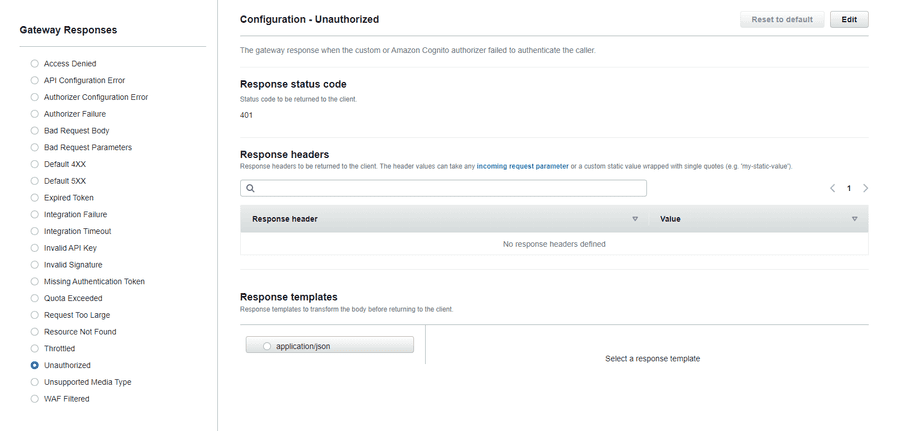 Gateway Responses
Access Denied
API Configuration Error
Authorizer Configuration Error
Authorizer Failure
Bad Request Body
Bad Request Parameters
Default 4XX
Default 5XX
Expired Token
Integration Failure
Integration Timeout
Invalid API Key
Invalid Signature
Missing Authentication Token
Quota Exceeded
Request Too Large
Resource Not Found
Throttled
Unauthorized
Unsupported Media Type
WAF Filtered
Configuration - Unauthorized
Reset to default
Edit
The gateway response when the custom or Amazon Cognito authorizer failed to authenticate the caller.
Response status code
Status code to be returned to the client.
401
Response headers
Response headers to be returned to the client. The header values can take any incoming request parameter or a custom static value wrapped with single quotes (e.g. 'my-static-value').
1
Response header Value
No response headers defined
Response templates
Response templates to transform the body before returning to the client.
application/json
Select a response template